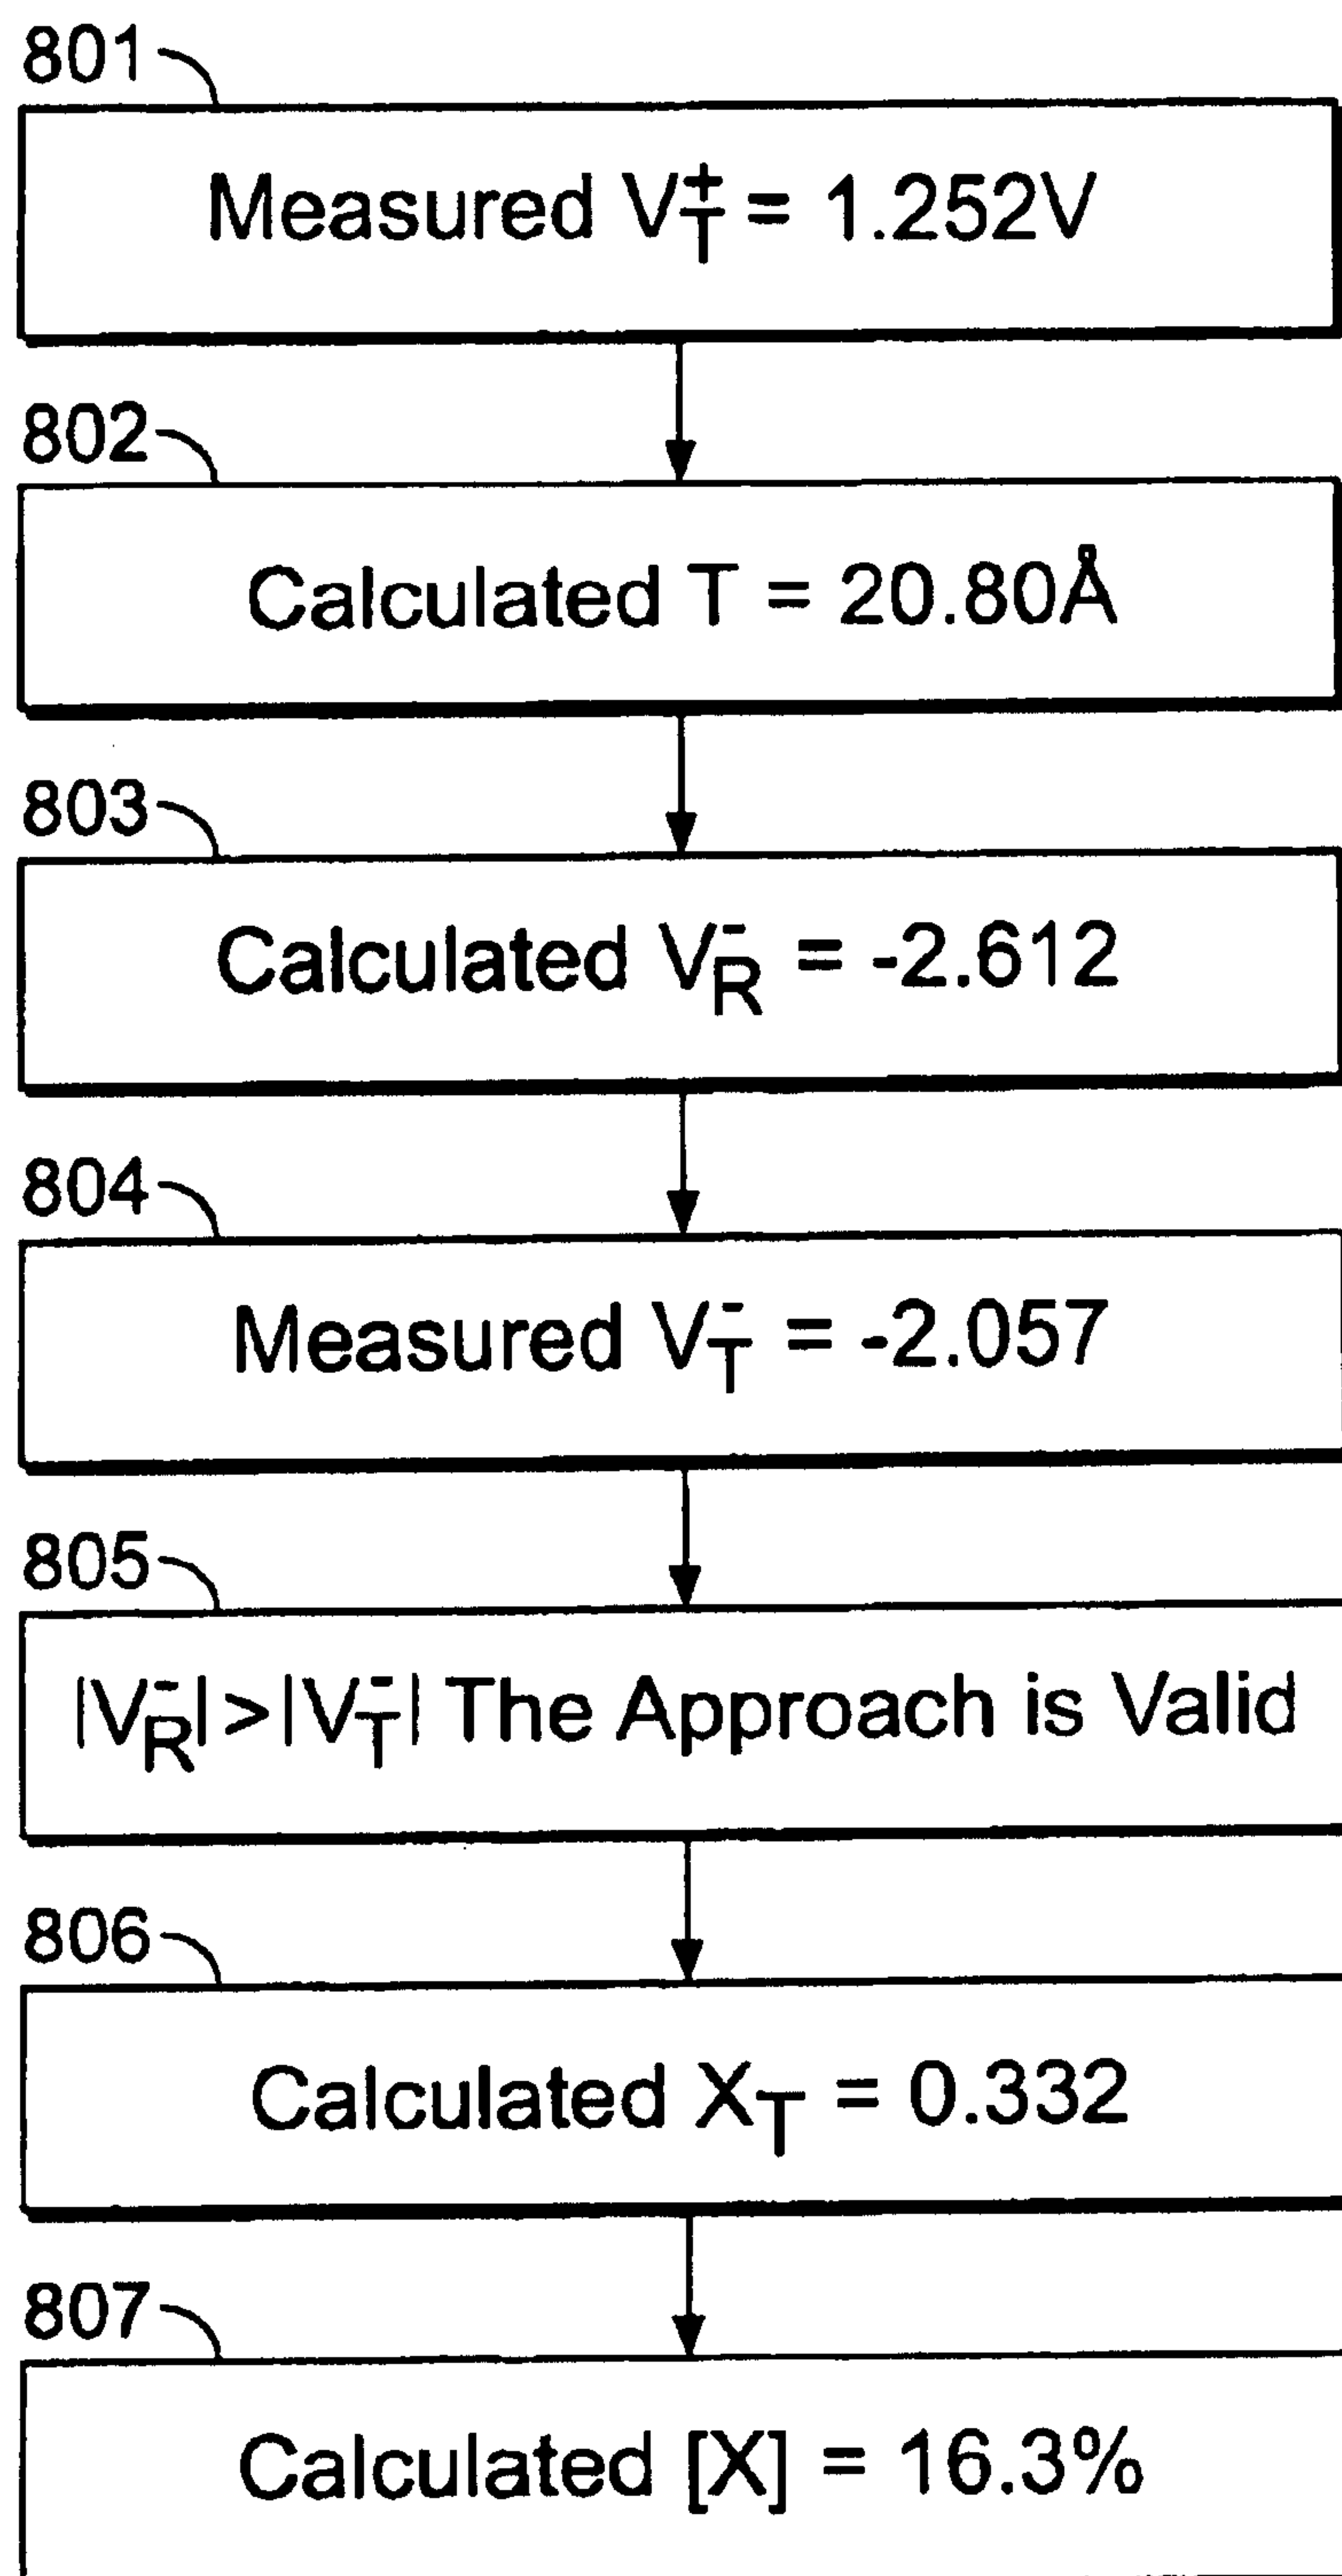 801
Measured V⁺T = 1.252V
802
Calculated T = 20.80Å
803
Calculated V⁻R = -2.612
804
Measured V⁻T = -2.057
805
|V⁻R|>|V⁻T| The Approach is Valid
806
Calculated XT = 0.332
807
Calculated [X] = 16.3%